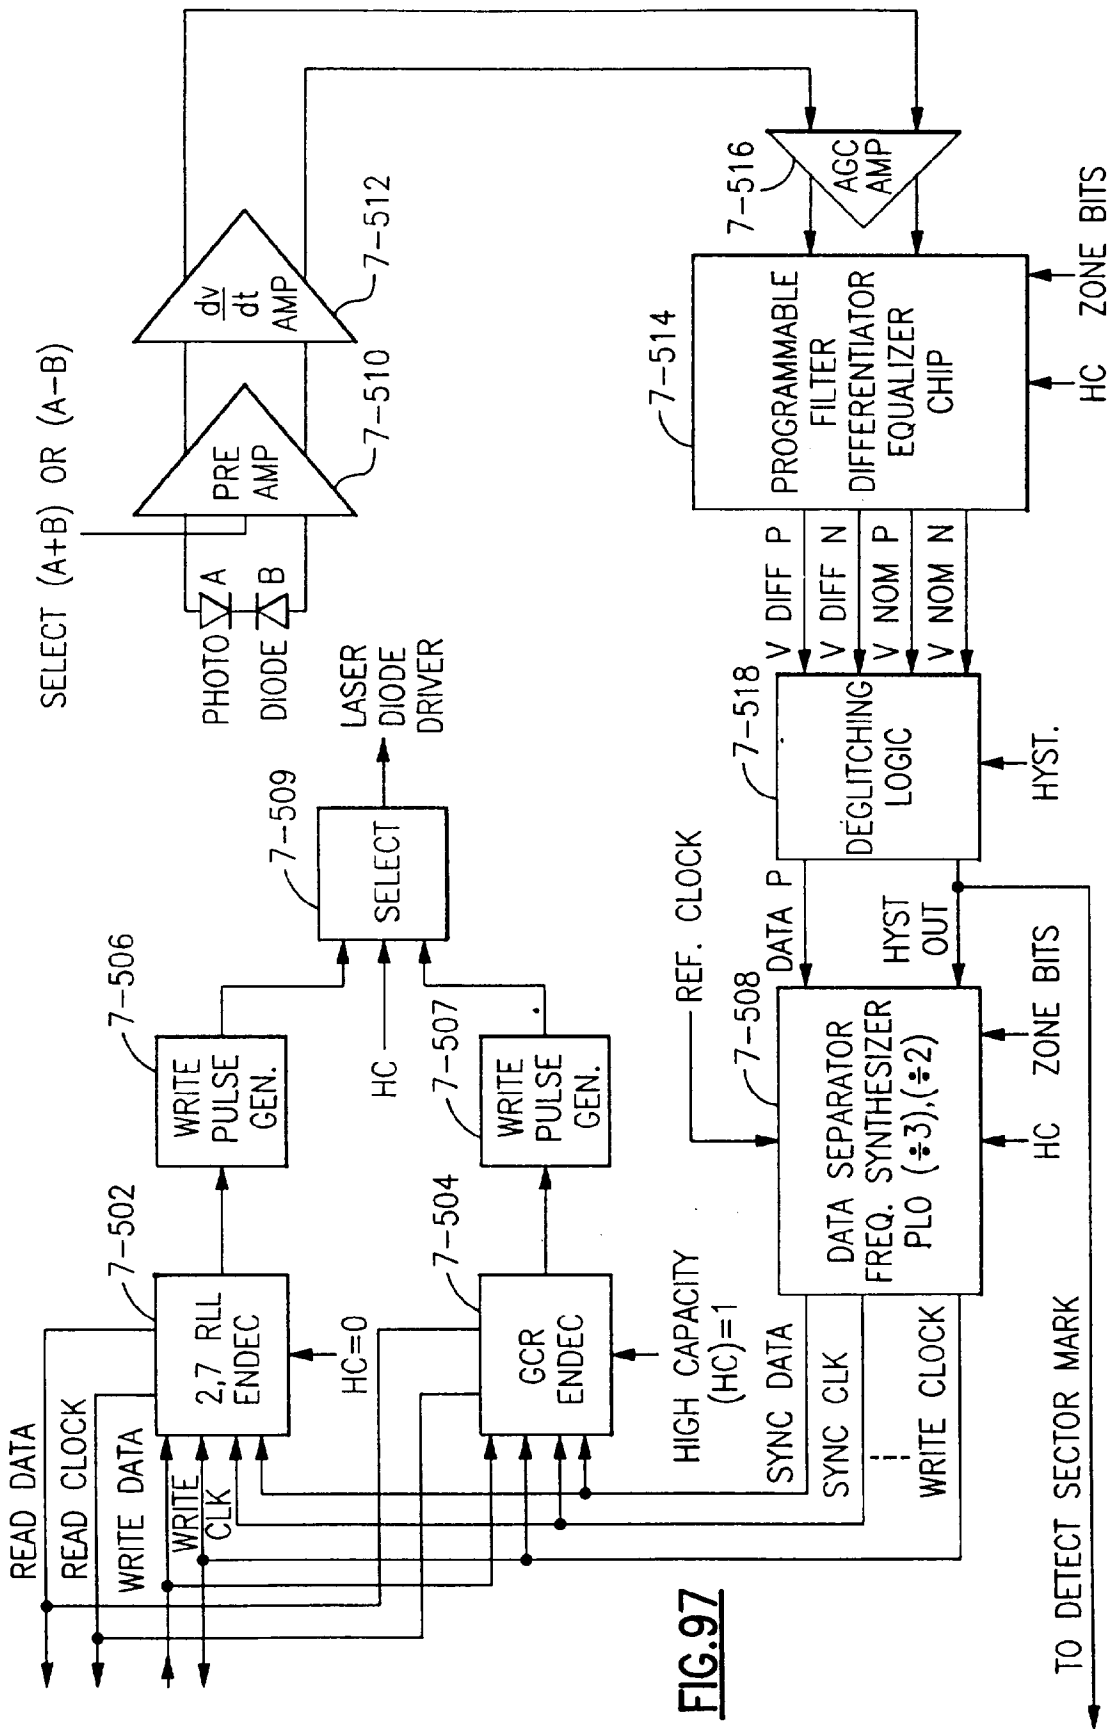 READ DATA
READ CLOCK
WRITE DATA
WRITE
CLK
7-502
2,7 RLL
ENDEC
HC=0
7-506
WRITE
PULSE
GEN.
7-504
GCR
ENDEC
HIGH CAPACITY
(HC)=1
7-507
WRITE
PULSE
GEN.
HC
7-509
SELECT
LASER
DIODE
DRIVER
SELECT (A+B) OR (A−B)
PHOTO A
DIODE B
PRE
AMP
7-510
dv
dt
AMP
7-512
FIG.97
SYNC DATA
SYNC CLK
WRITE CLOCK
REF. CLOCK
7-508
DATA SEPARATOR
FREQ. SYNTHESIZER
PLO (÷3),(÷2)
HC
ZONE BITS
DATA P
HYST
OUT
7-518
DEGLITCHING
LOGIC
HYST.
V DIFF P
V DIFF N
V NOM P
V NOM N
7-514
PROGRAMMABLE
FILTER
DIFFERENTIATOR
EQUALIZER
CHIP
HC
ZONE BITS
7-516
AGC
AMP
TO DETECT SECTOR MARK